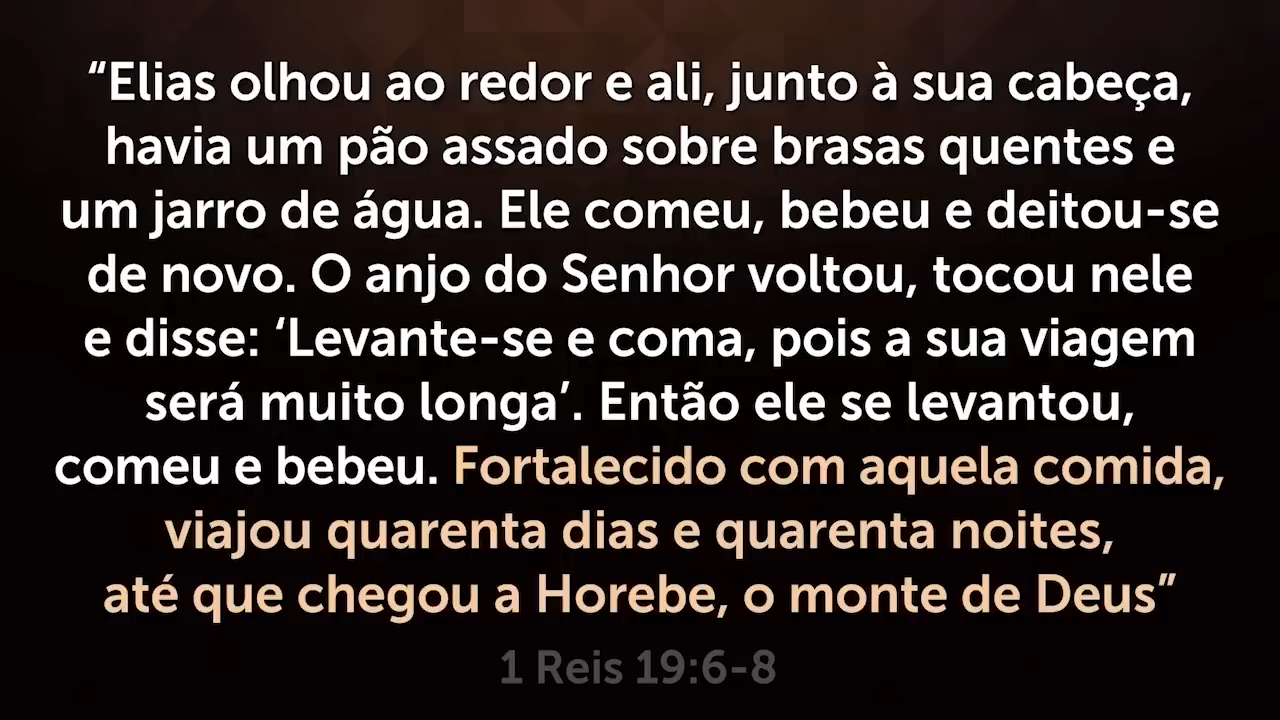 “Elias olhou ao redor e ali, junto à sua cabeça,
havia um pão assado sobre brasas quentes e
um jarro de água. Ele comeu, bebeu e deitou-se
de novo. O anjo do Senhor voltou, tocou nele
e disse: ‘Levante-se e coma, pois a sua viagem
será muito longa’. Então ele se levantou,
comeu e bebeu. Fortalecido com aquela comida,
viajou quarenta dias e quarenta noites,
até que chegou a Horebe, o monte de Deus”
1 Reis 19:6-8